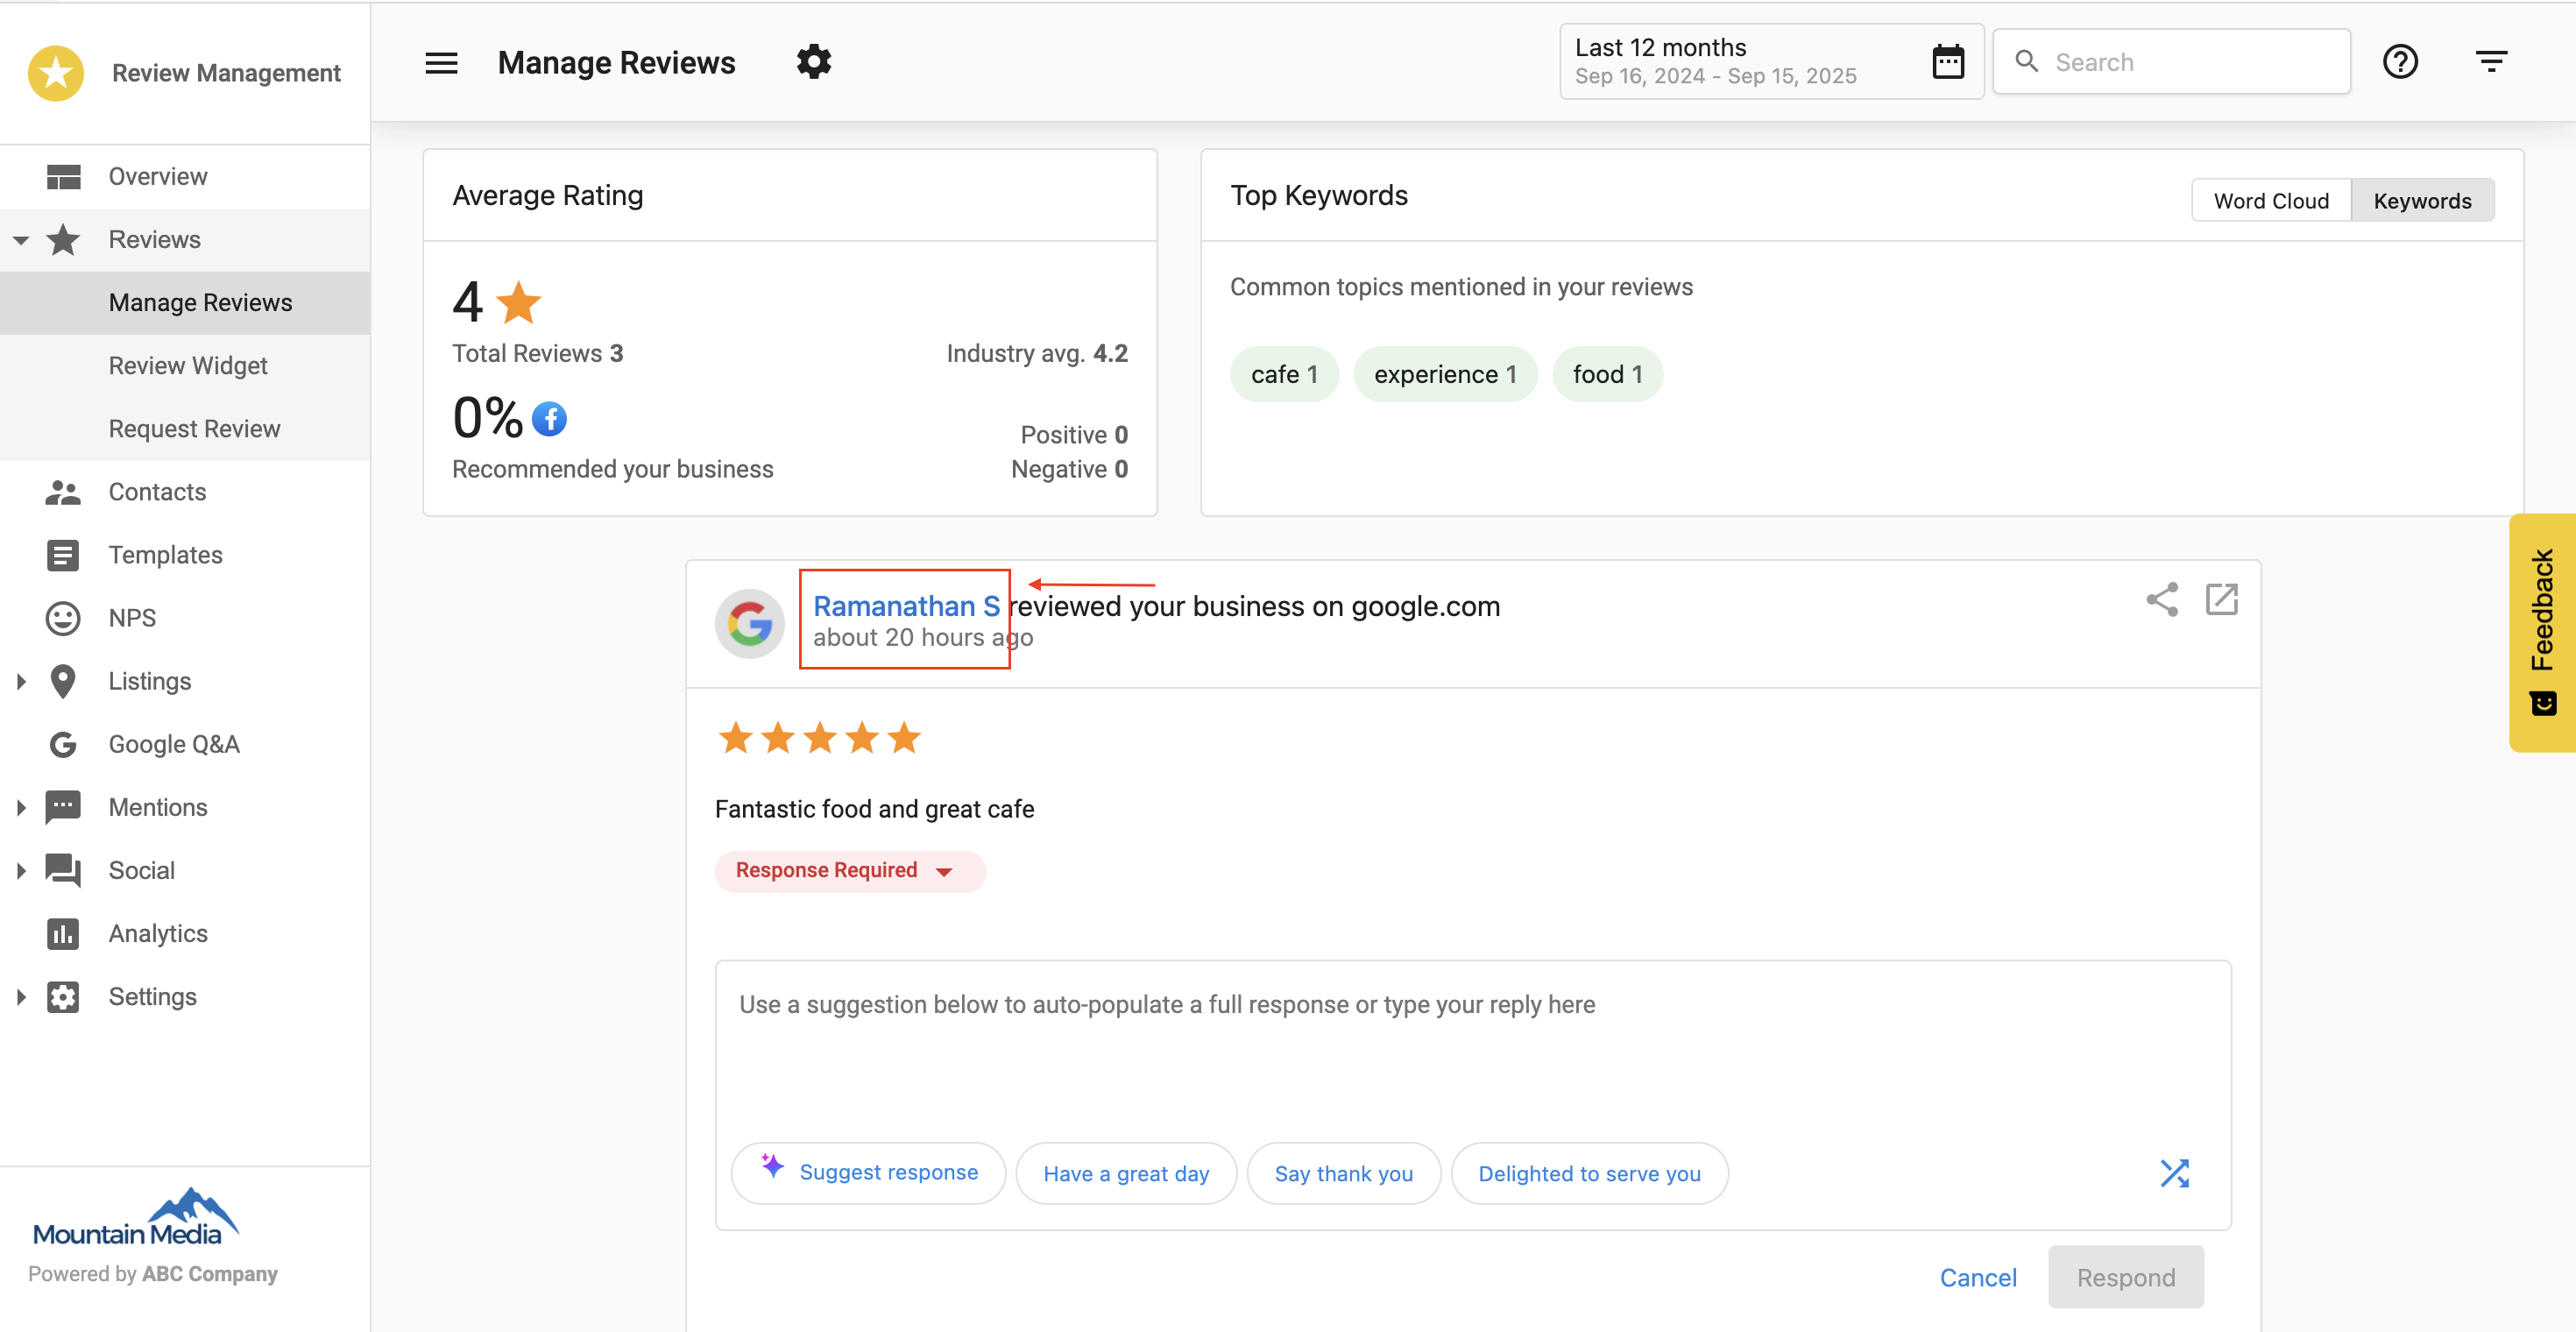 Review Management
Manage Reviews
Last 12 months
Sep 16, 2024 - Sep 15, 2025
Search
Overview
Reviews
Manage Reviews
Review Widget
Request Review
Contacts
Templates
NPS
Listings
Google Q&A
Mentions
Social
Analytics
Settings
Mountain Media
Powered by ABC Company
Average Rating
4
Total Reviews 3
Industry avg. 4.2
0%
Recommended your business
Positive 0
Negative 0
Top Keywords
Word Cloud
Keywords
Common topics mentioned in your reviews
cafe 1
experience 1
food 1
Ramanathan S reviewed your business on google.com
about 20 hours ago
Fantastic food and great cafe
Response Required
Use a suggestion below to auto-populate a full response or type your reply here
Suggest response
Have a great day
Say thank you
Delighted to serve you
Cancel
Respond
Feedback